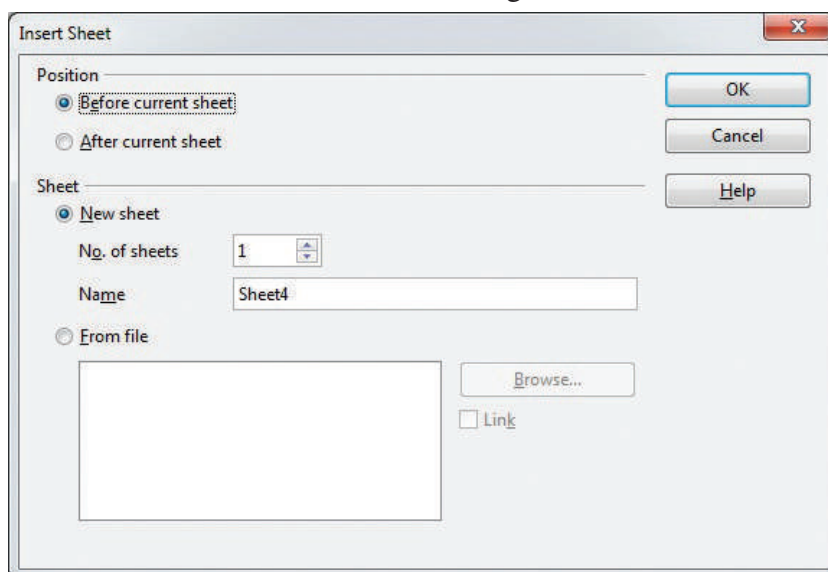 Insert Sheet
Position
Before current sheet
After current sheet
OK
Cancel
Help
Sheet
New sheet
No. of sheets 1
Name Sheet4
From file
Browse...
Link